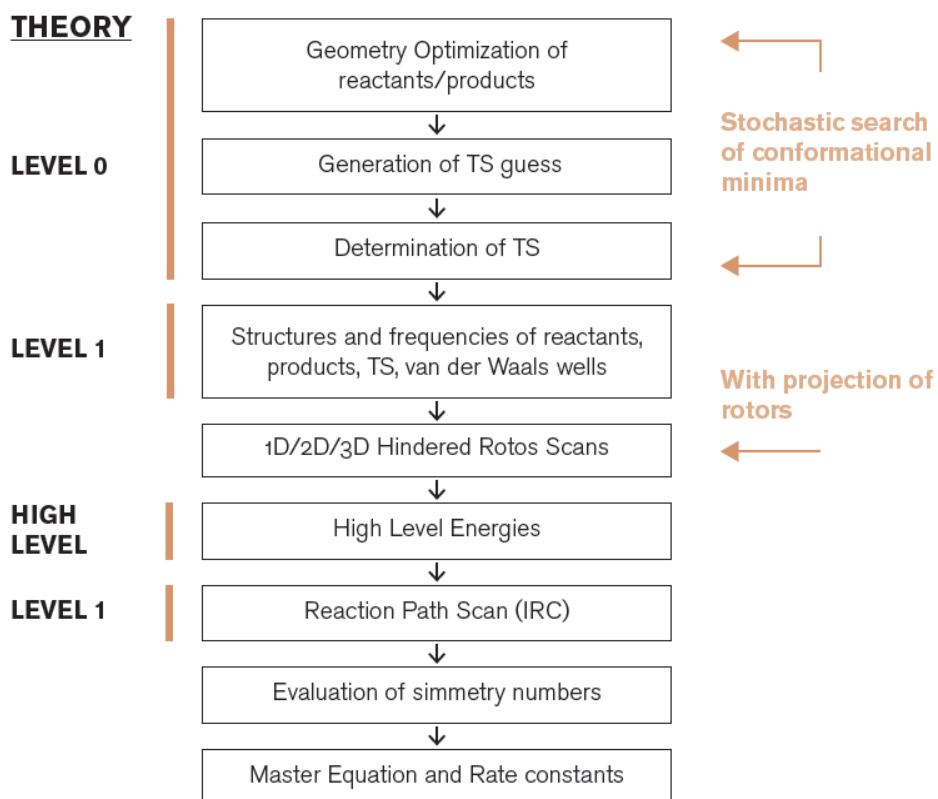 THEORY
Geometry Optimization of
reactants/products
Stochastic search
of conformational
minima
LEVEL 0
Generation of TS guess
Determination of TS
LEVEL 1
Structures and frequencies of reactants,
products, TS, van der Waals wells
With projection of
rotors
1D/2D/3D Hindered Rotos Scans
HIGH
LEVEL
High Level Energies
LEVEL 1
Reaction Path Scan (IRC)
Evaluation of simmetry numbers
Master Equation and Rate constants